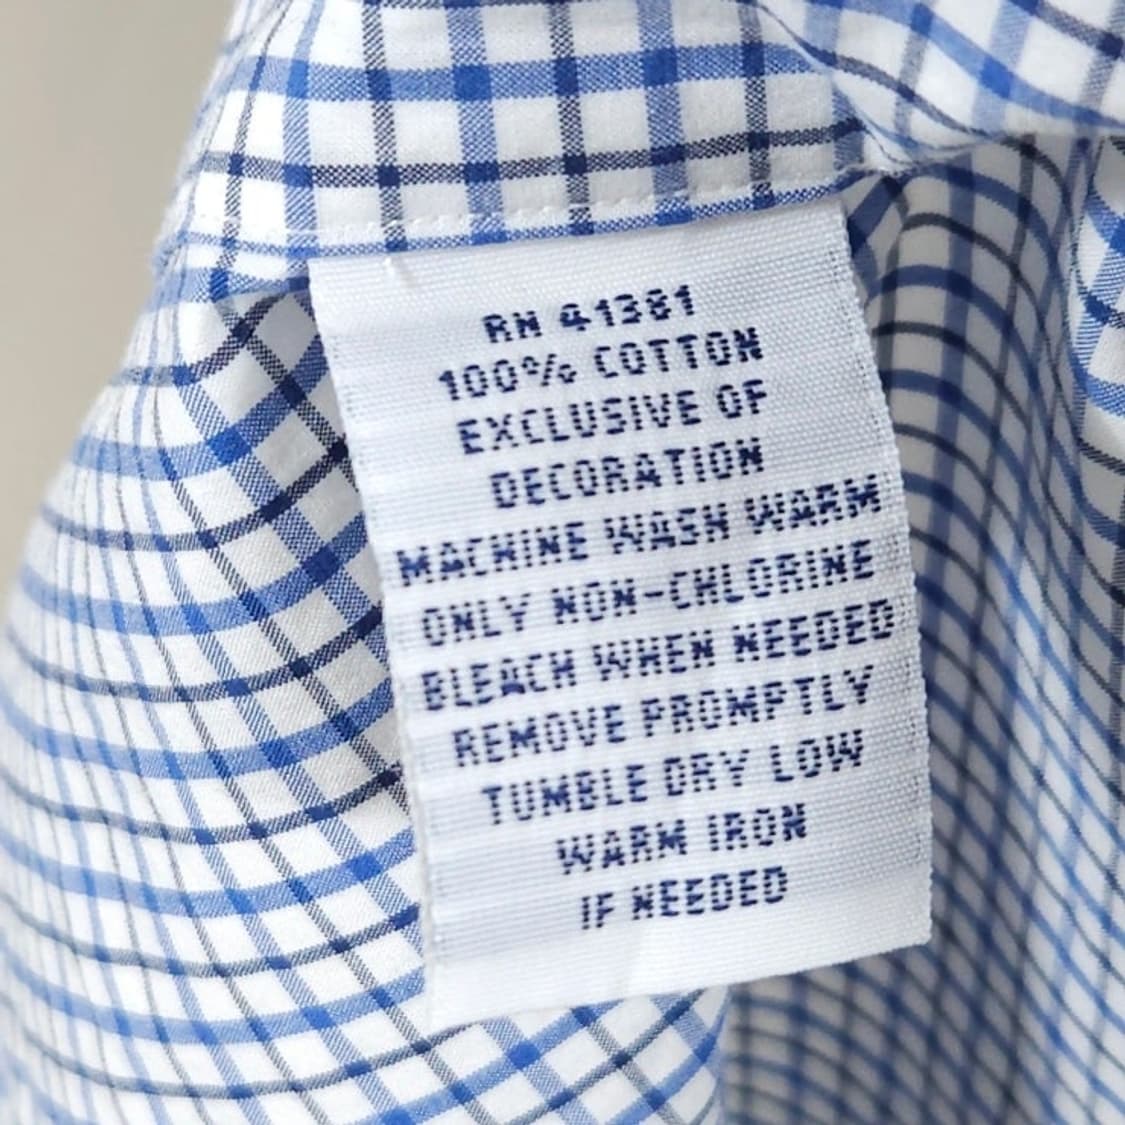 RN 41381
100% COTTON
EXCLUSIVE OF
DECORATION
MACHINE WASH WARM
ONLY NON-CHLORINE
BLEACH WHEN NEEDED
REMOVE PROMPTLY
TUMBLE DRY LOW
WARM IRON
IF NEEDED